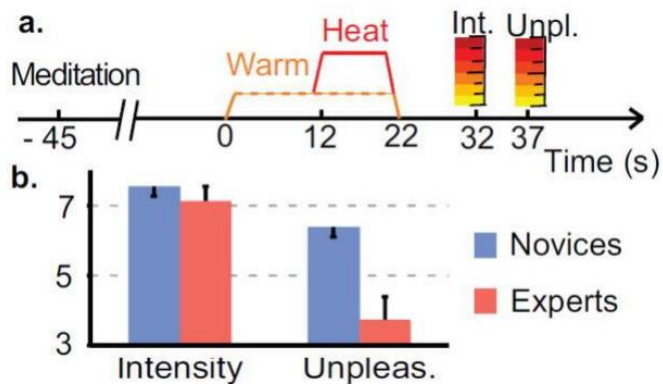 a.
Heat
Int. Unpl.
Warm
Meditation
- 45 0 12 22 32 37
Time (s)
b.
7
5
3
Novices
Experts
Intensity Unpleas.